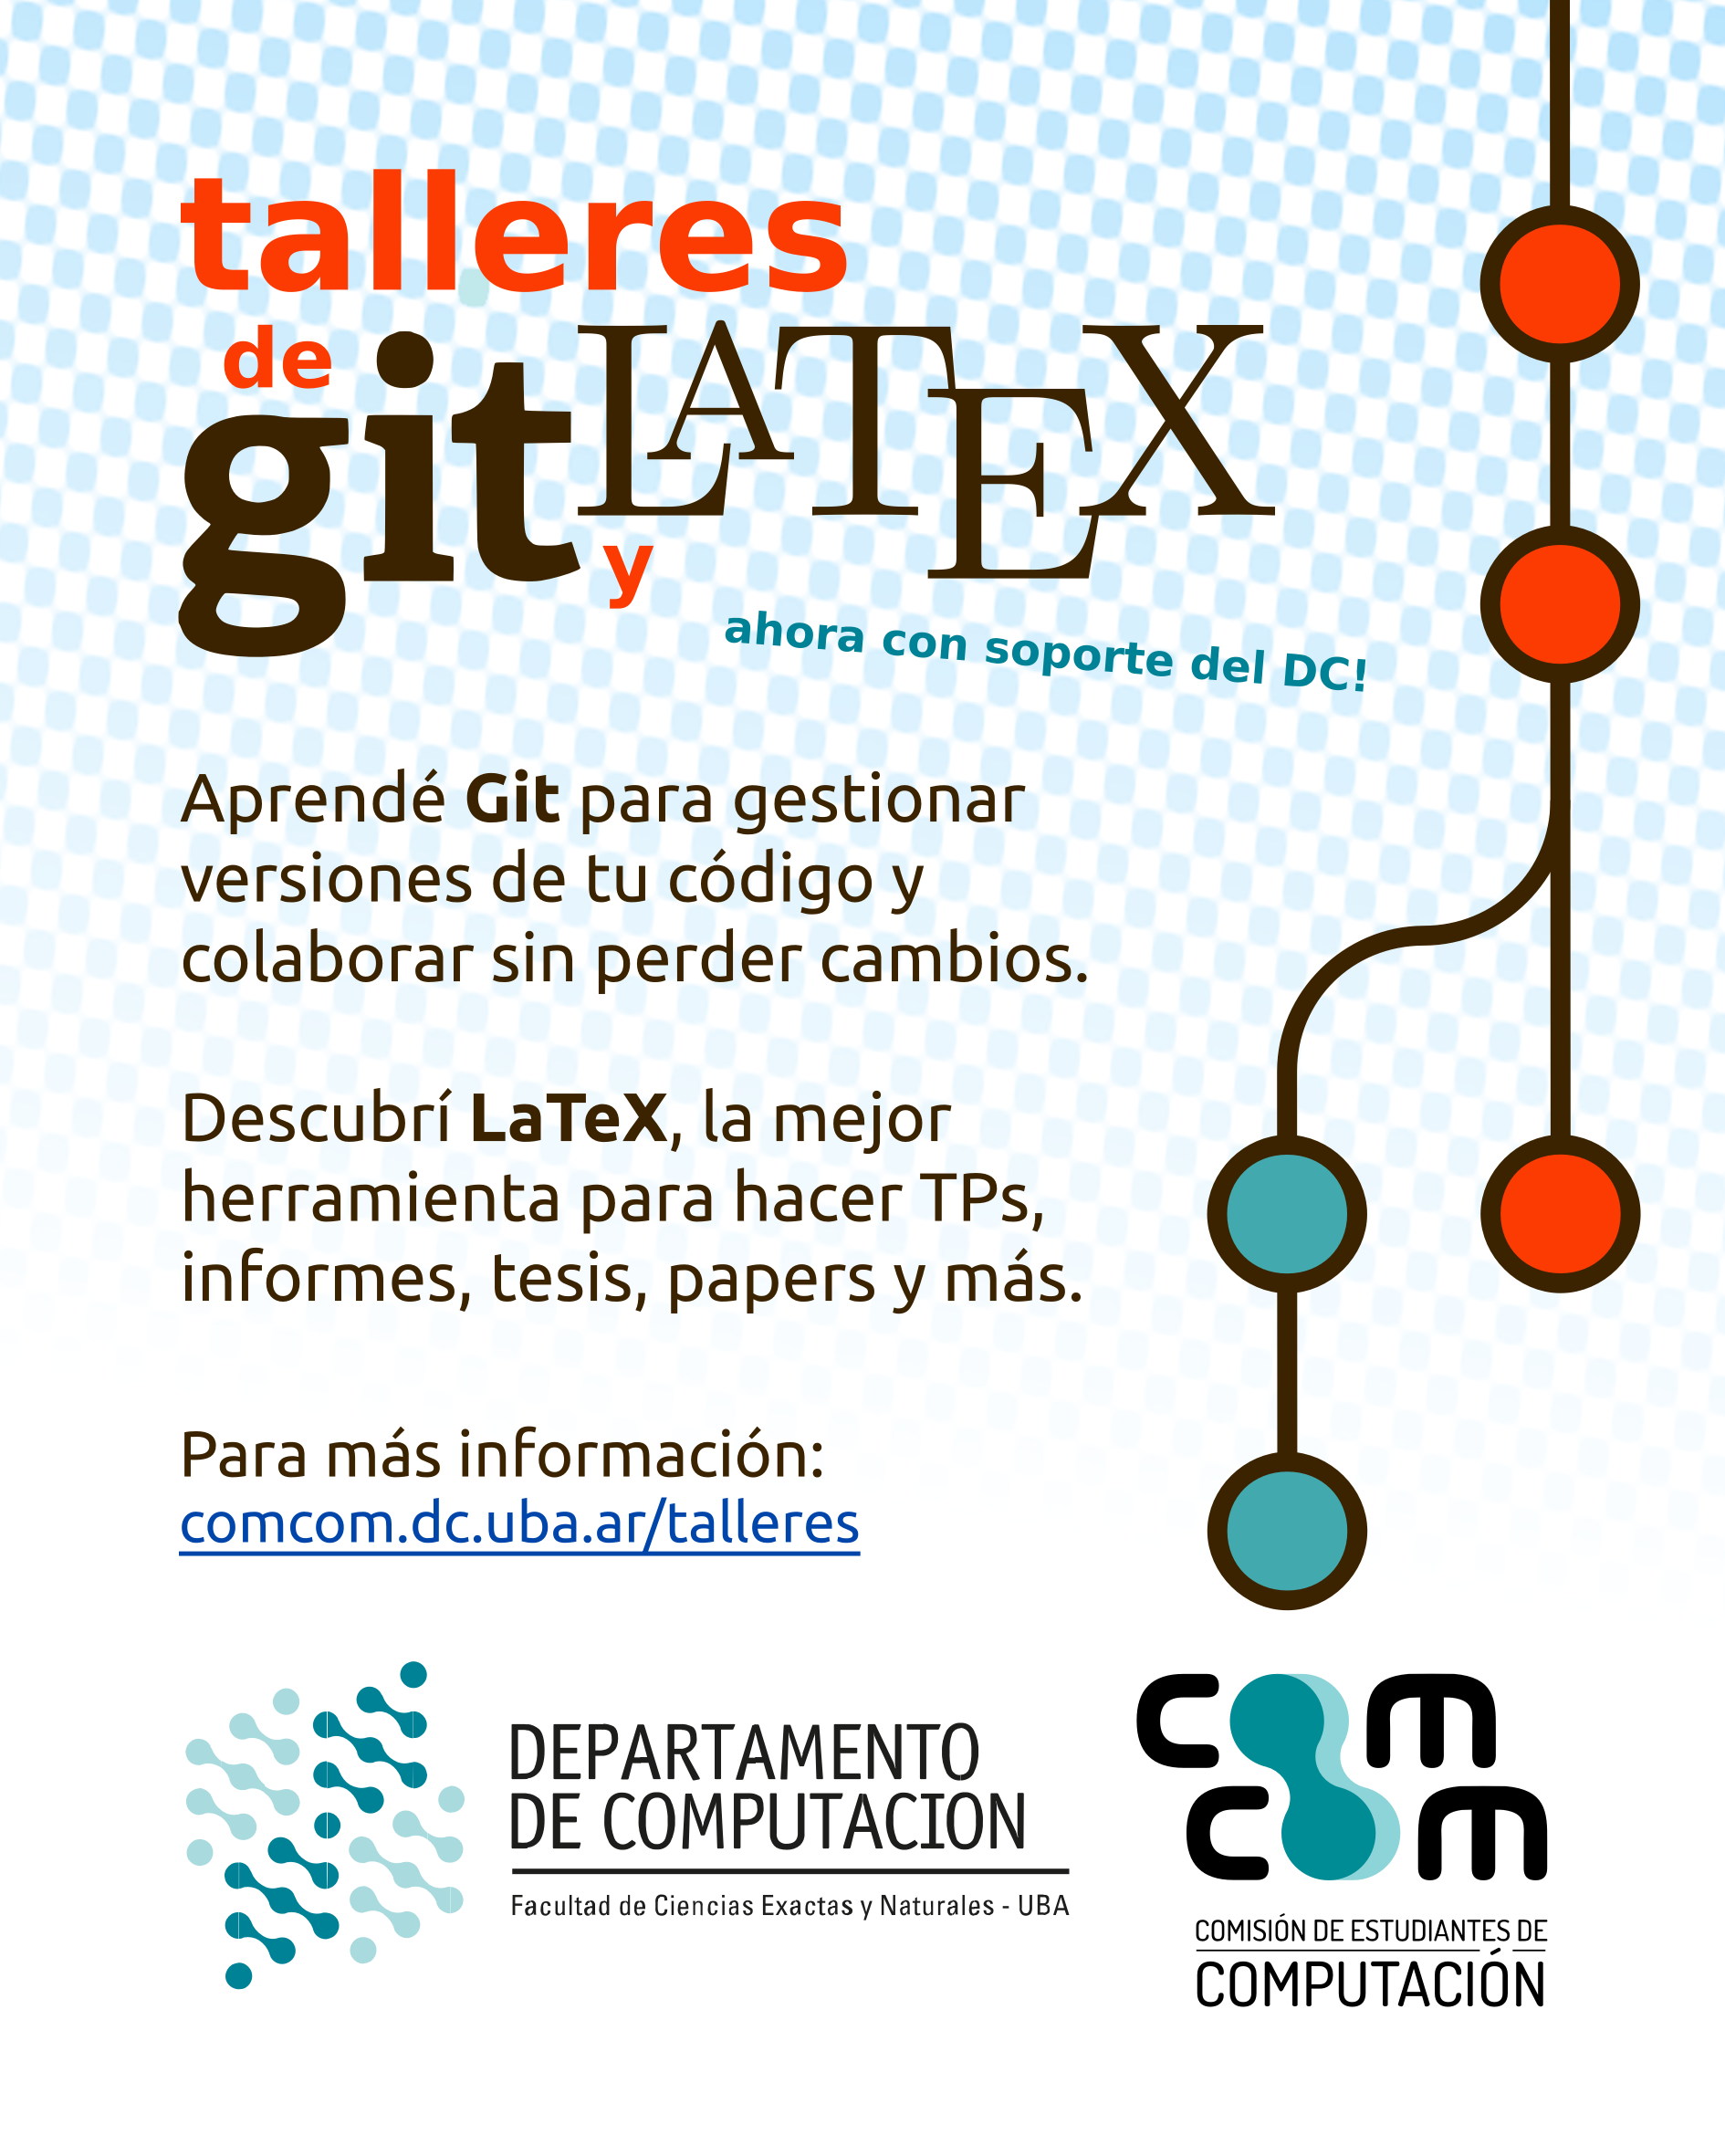 talleres
de
git LATEX
y
ahora con soporte del DC!
Aprendé Git para gestionar
versiones de tu código y
colaborar sin perder cambios.
Descubrí LaTeX, la mejor
herramienta para hacer TPs,
informes, tesis, papers y más.
Para más información:
comcom.dc.uba.ar/talleres
DEPARTAMENTO
DE COMPUTACION
Facultad de Ciencias Exactas y Naturales - UBA
COM
COM
COMISIÓN DE ESTUDIANTES DE
COMPUTACIÓN